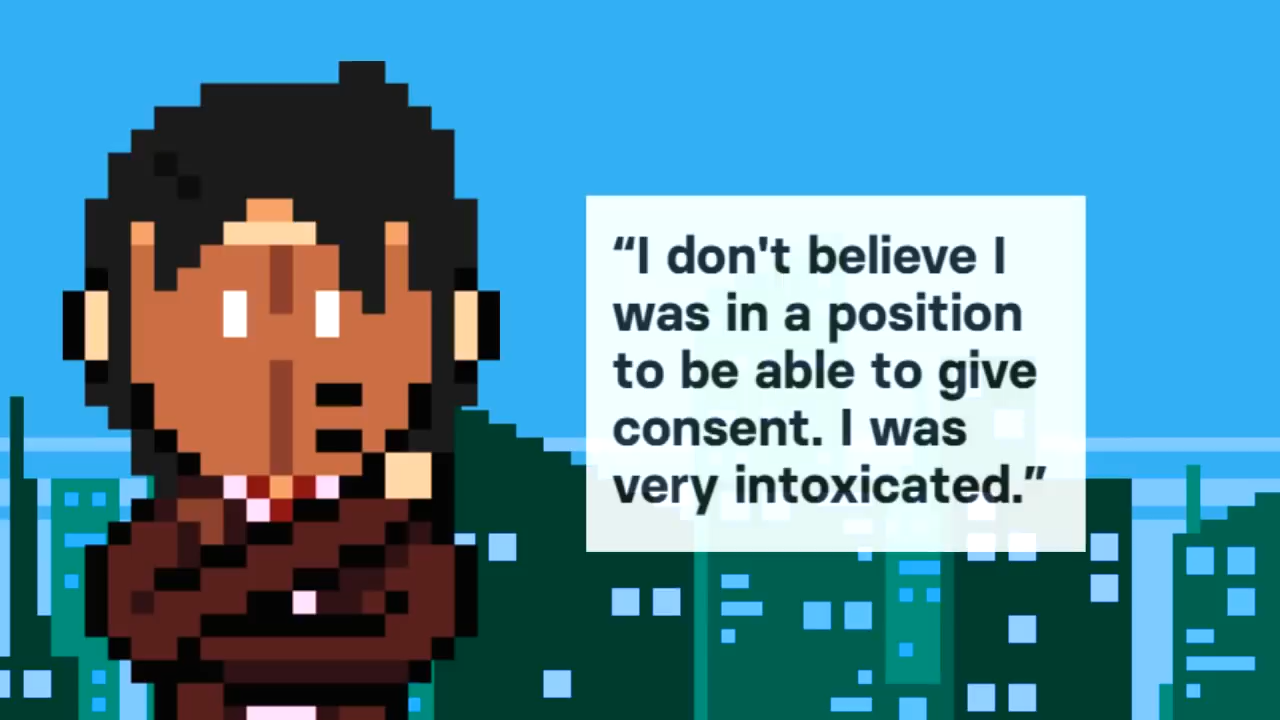 “I don't believe I
was in a position
to be able to give
consent. I was
very intoxicated.”